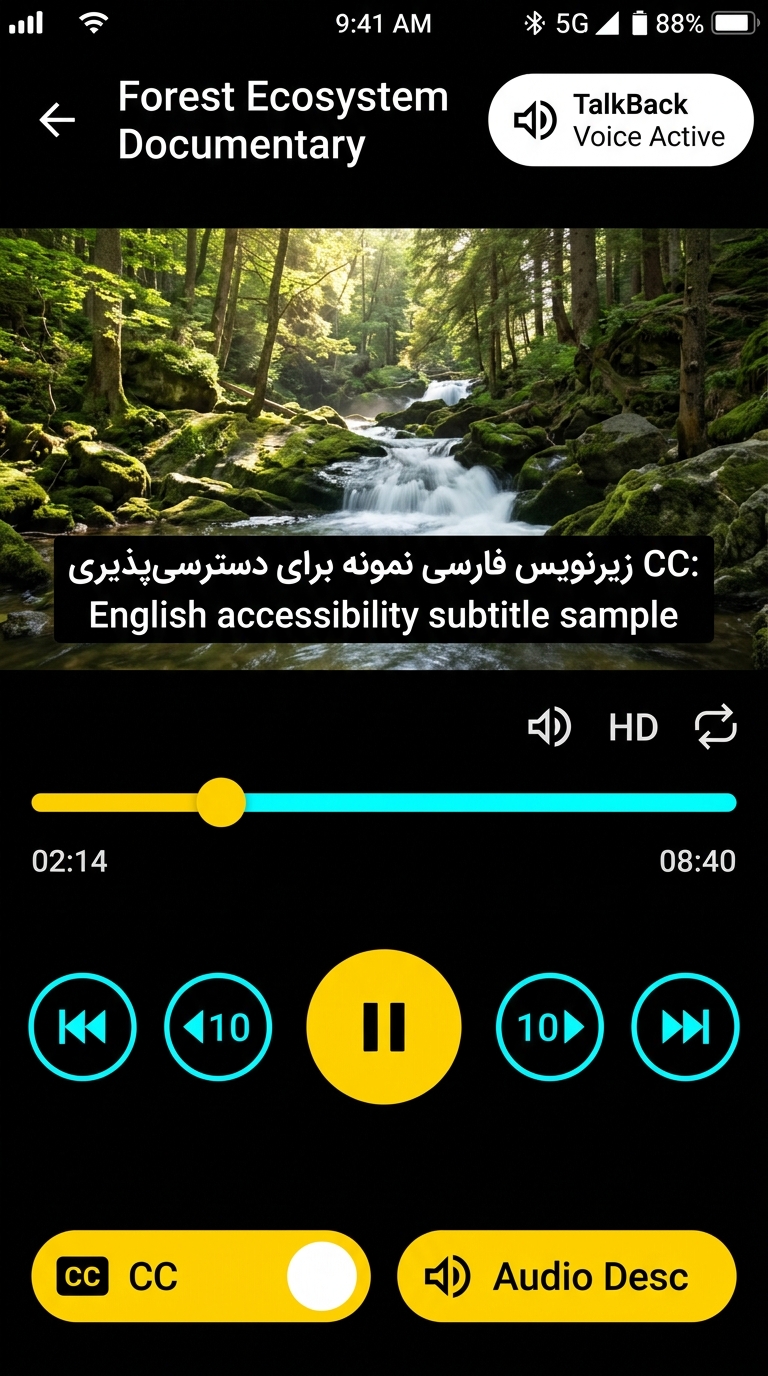 9:41 AM
5G
88%
Forest Ecosystem
Documentary
TalkBack
Voice Active
CC: زیرنویس فارسی نمونه برای دسترسی‌پذیری
English accessibility subtitle sample
HD
02:14
08:40
10
10
CC CC
Audio Desc